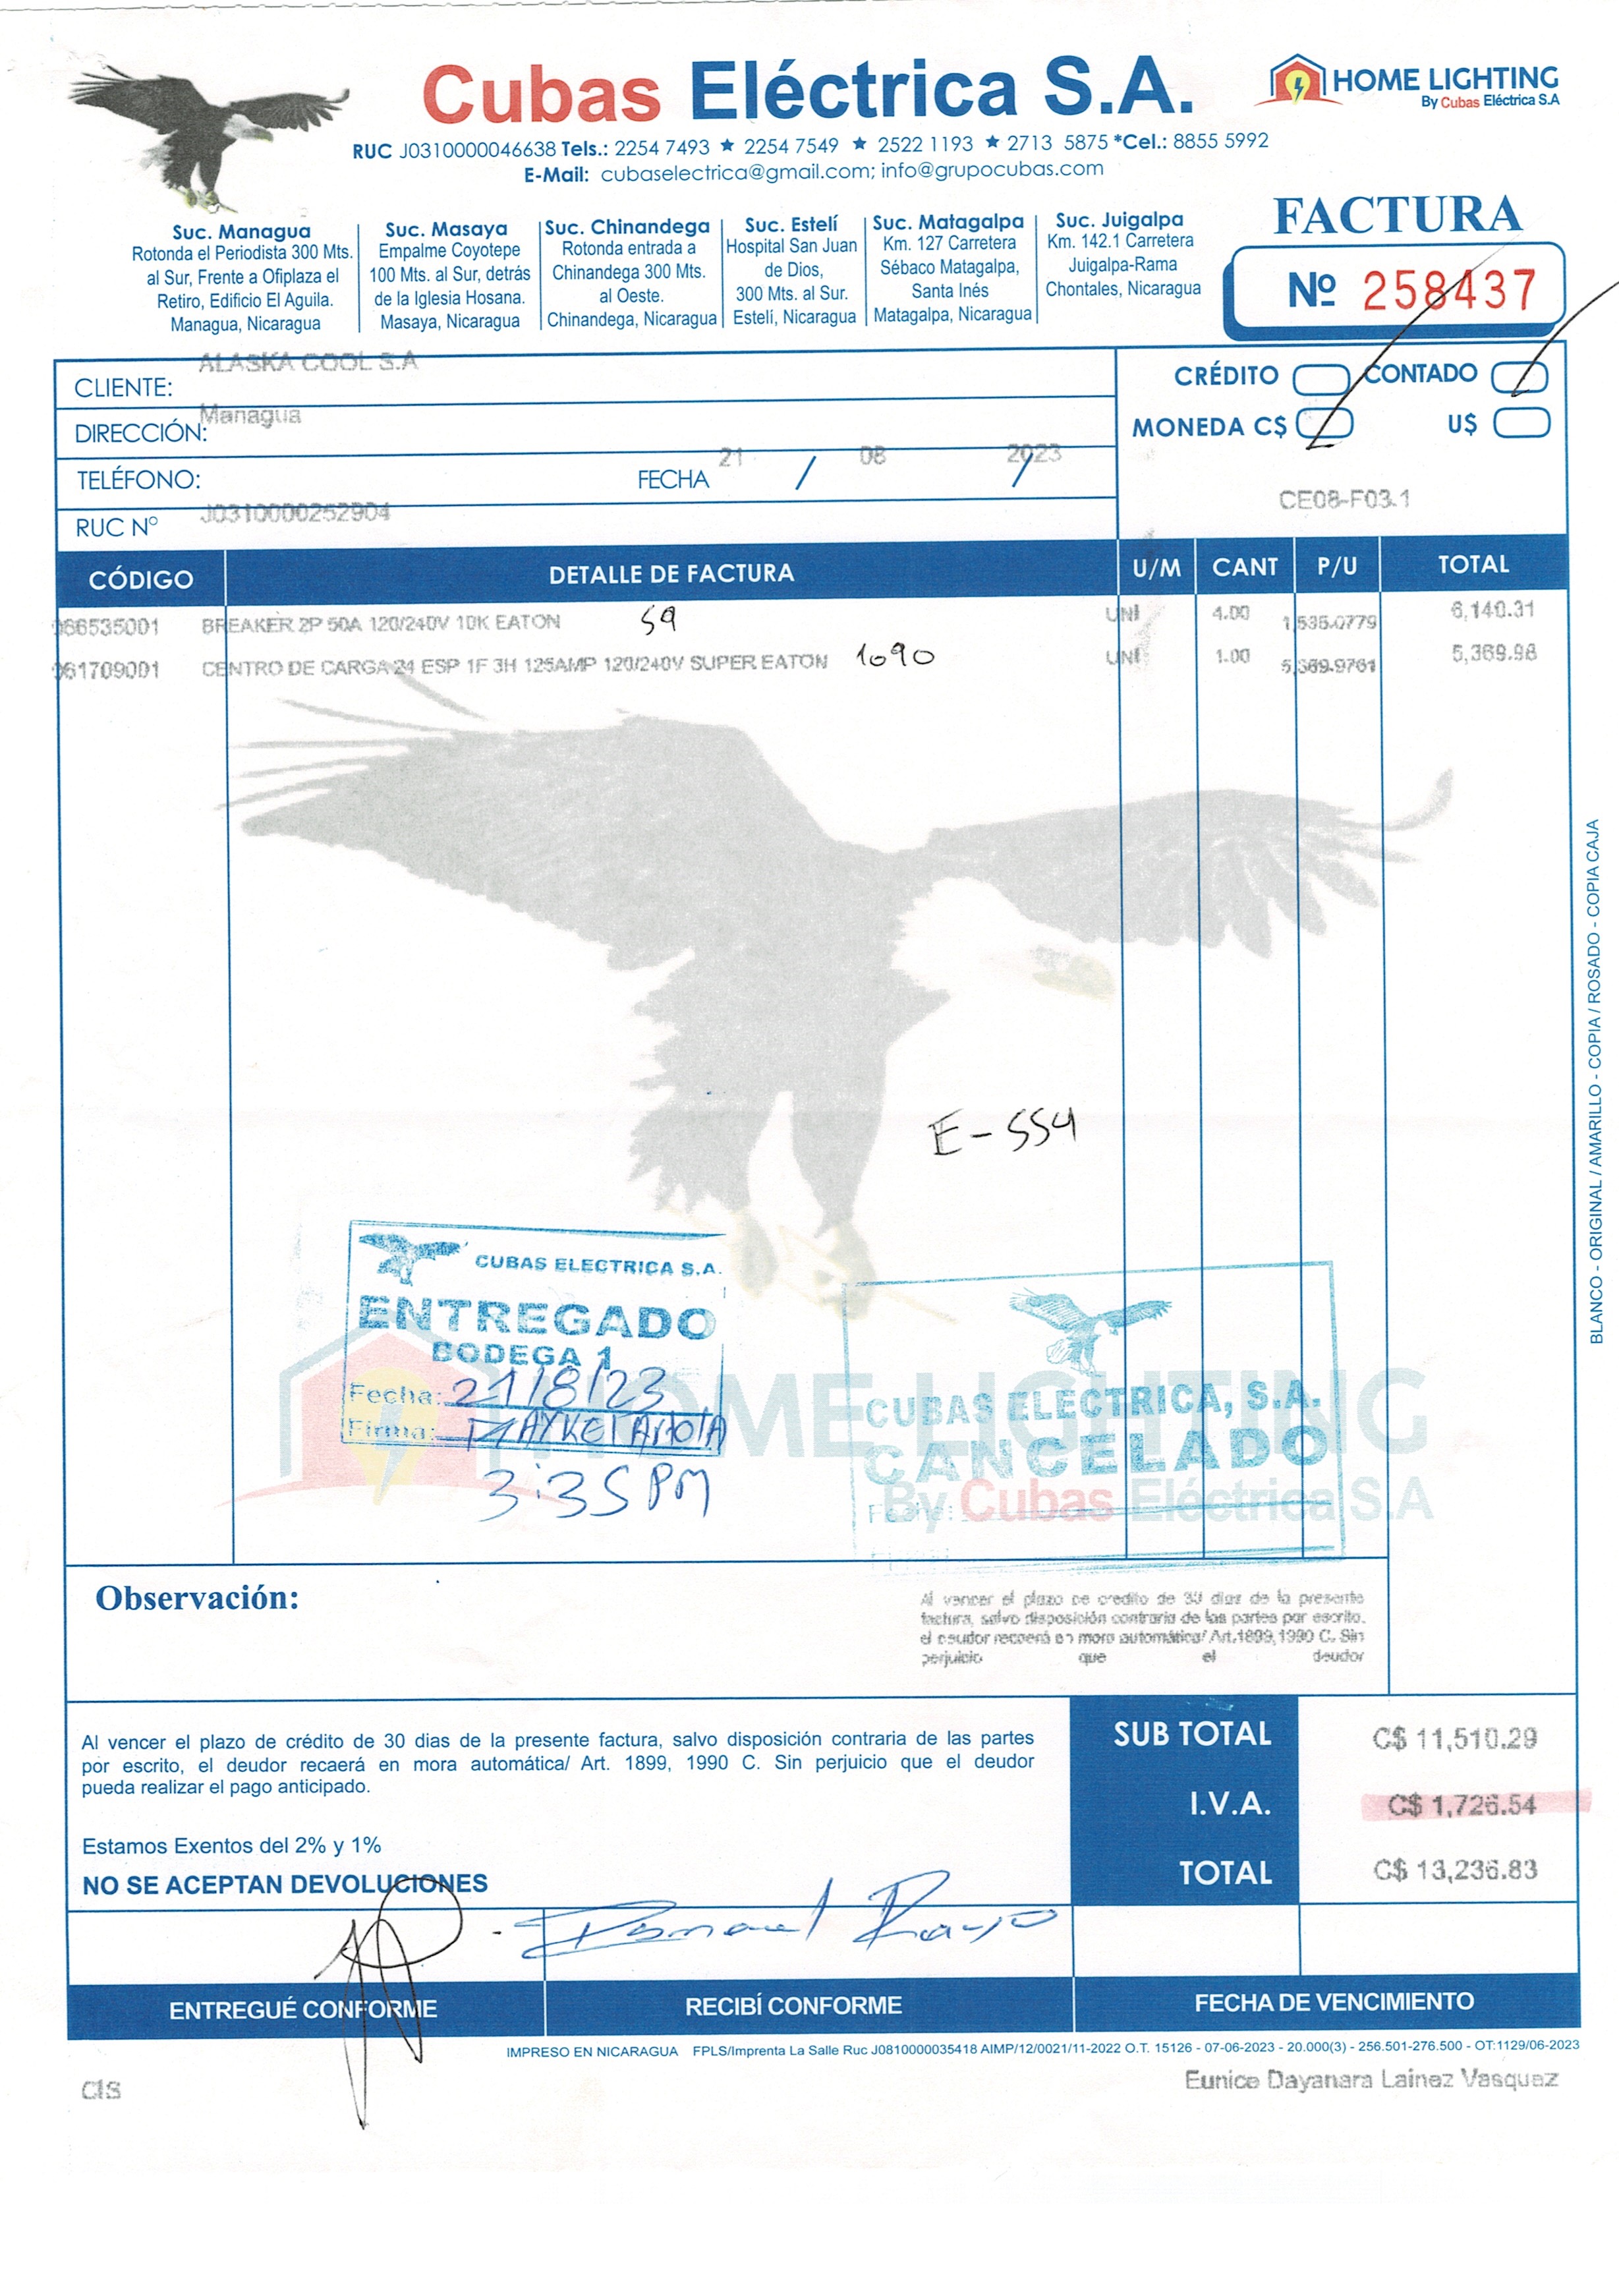 Cubas Eléctrica S.A.
HOME LIGHTING
By Cubas Eléctrica S.A
RUC J0310000046638 Tels.: 2254 7493 ★ 2254 7549 ★ 2522 1193 ★ 2713 5875 *Cel.: 8855 5992
E-Mail: cubaselectrica@gmail.com; info@grupocubas.com
Suc. Managua
Rotonda el Periodista 300 Mts.
al Sur, Frente a Ofiplaza el
Retiro, Edificio El Aguila.
Managua, Nicaragua
Suc. Masaya
Empalme Coyotepe
100 Mts. al Sur, detrás
de la Iglesia Hosana.
Masaya, Nicaragua
Suc. Chinandega
Rotonda entrada a
Chinandega 300 Mts.
al Oeste.
Chinandega, Nicaragua
Suc. Estelí
Hospital San Juan
de Dios,
300 Mts. al Sur.
Estelí, Nicaragua
Suc. Matagalpa
Km. 127 Carretera
Sébaco Matagalpa,
Santa Inés
Matagalpa, Nicaragua
Suc. Juigalpa
Km. 142.1 Carretera
Juigalpa-Rama
Chontales, Nicaragua
FACTURA
Nº 258437
CLIENTE: ALASKA COOL S.A
DIRECCIÓN: Managua
TELÉFONO: FECHA 21 / 08 / 2023
RUC N° J0310000252904
CRÉDITO CONTADO
MONEDA C$ U$
CE08-F03.1
CÓDIGO DETALLE DE FACTURA U/M CANT P/U TOTAL
066535001 BREAKER 2P 50A 120/240V 10K EATON 59 UNI 4.00 1,535.0779 6,140.31
061709001 CENTRO DE CARGA 24 ESP 1F 3H 125AMP 120/240V SUPER EATON 1090 UNI 1.00 5,369.9761 5,369.98
E-554
CUBAS ELECTRICA S.A.
ENTREGADO
BODEGA 1
Fecha: 21/8/23
Firma:
3:35 PM
CUBAS ELECTRICA, S.A.
CANCELADO
Fecha:
HOME LIGHTING
By Cubas Eléctrica S.A
Observación:
Al vencer el plazo de credito de 30 dias de la presente
factura, salvo disposición contraria de las partes por escrito,
el deudor recaerá en mora automática/ Art.1899,1990 C. Sin
perjuicio que el deudor
Al vencer el plazo de crédito de 30 dias de la presente factura, salvo disposición contraria de las partes
por escrito, el deudor recaerá en mora automática/ Art. 1899, 1990 C. Sin perjuicio que el deudor
pueda realizar el pago anticipado.
Estamos Exentos del 2% y 1%
NO SE ACEPTAN DEVOLUCIONES
SUB TOTAL C$ 11,510.29
I.V.A. C$ 1,726.54
TOTAL C$ 13,236.83
ENTREGUÉ CONFORME RECIBÍ CONFORME FECHA DE VENCIMIENTO
IMPRESO EN NICARAGUA FPLS/Imprenta La Salle Ruc J0810000035418 AIMP/12/0021/11-2022 O.T. 15126 - 07-06-2023 - 20.000(3) - 256.501-276.500 - OT:1129/06-2023
cls
Eunice Dayanara Lainez Vasquez
BLANCO - ORIGINAL / AMARILLO - COPIA / ROSADO - COPIA CAJA